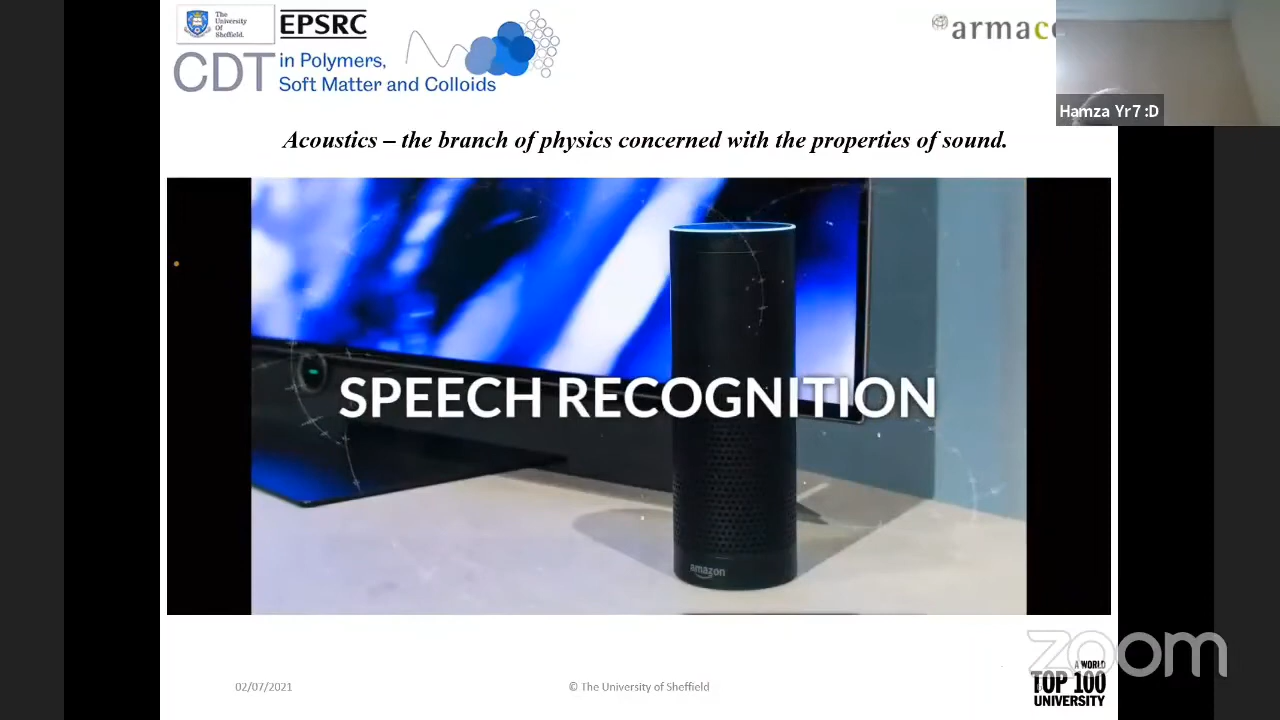 The
University
Of
Sheffield.
EPSRC
CDT
in Polymers,
Soft Matter and Colloids
armac
Hamza Yr7 :D
Acoustics – the branch of physics concerned with the properties of sound.
SPEECH RECOGNITION
amazon
zoom
02/07/2021
© The University of Sheffield
A WORLD
TOP 100
UNIVERSITY